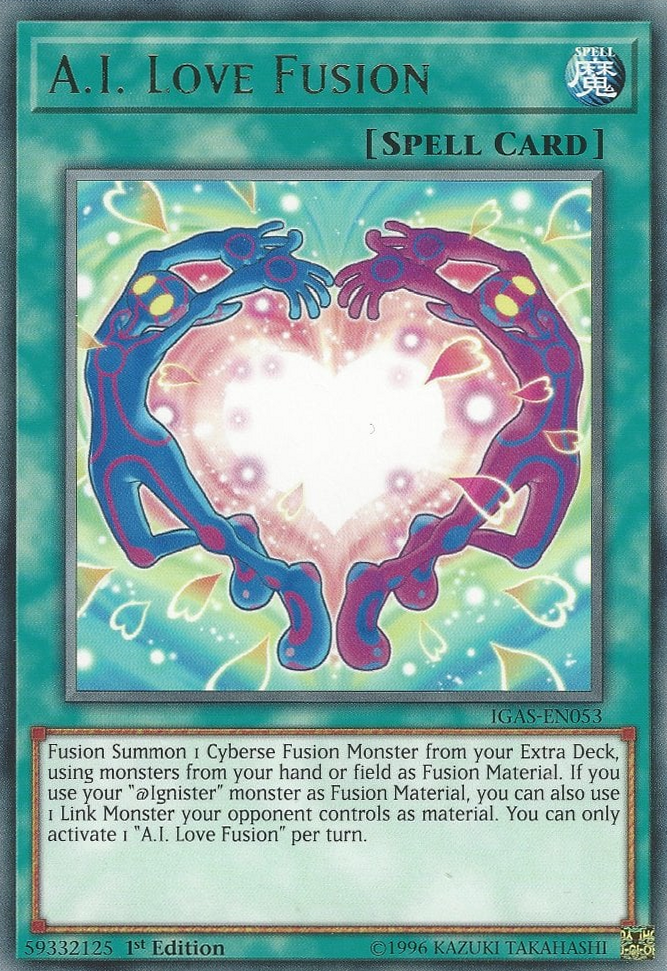 A.I. LOVE FUSION
SPELL
魔
[SPELL CARD]
IGAS-EN053
Fusion Summon 1 Cyberse Fusion Monster from your Extra Deck,
using monsters from your hand or field as Fusion Material. If you
use your "@Ignister" monster as Fusion Material, you can also use
1 Link Monster your opponent controls as material. You can only
activate 1 "A.I. Love Fusion" per turn.
59332125 1st Edition ©1996 KAZUKI TAKAHASHI